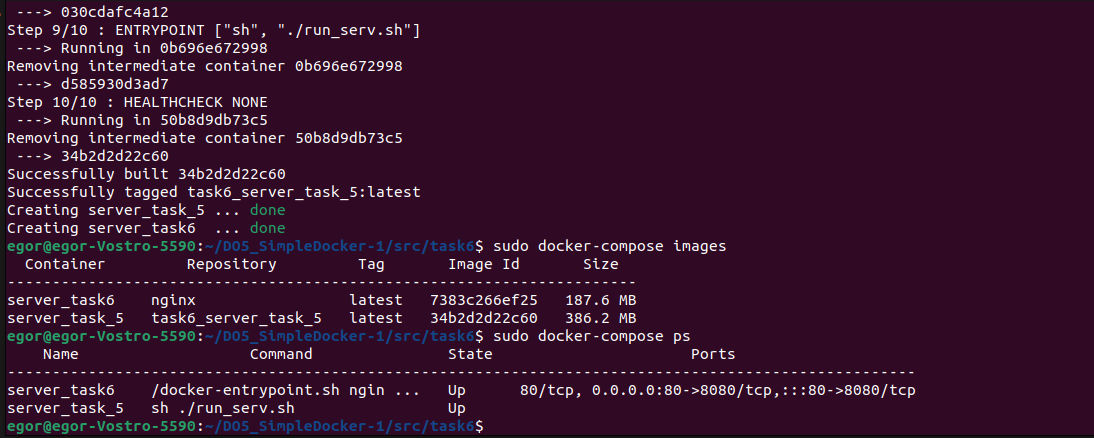 ---> 030cdafc4a12
Step 9/10 : ENTRYPOINT ["sh", "./run_serv.sh"]
---> Running in 0b696e672998
Removing intermediate container 0b696e672998
---> d585930d3ad7
Step 10/10 : HEALTHCHECK NONE
---> Running in 50b8d9db73c5
Removing intermediate container 50b8d9db73c5
---> 34b2d2d22c60
Successfully built 34b2d2d22c60
Successfully tagged task6_server_task_5:latest
Creating server_task_5 ... done
Creating server_task6  ... done
egor@egor-Vostro-5590:~/DO5_SimpleDocker-1/src/task6$ sudo docker-compose images
  Container          Repository          Tag       Image Id       Size
----------------------------------------------------------------------
server_task6    nginx                 latest   7383c266ef25   187.6 MB
server_task_5   task6_server_task_5   latest   34b2d2d22c60   386.2 MB
egor@egor-Vostro-5590:~/DO5_SimpleDocker-1/src/task6$ sudo docker-compose ps
    Name                   Command               State                      Ports
-----------------------------------------------------------------------------------------------------
server_task6    /docker-entrypoint.sh ngin ...   Up      80/tcp, 0.0.0.0:80->8080/tcp,:::80->8080/tcp
server_task_5   sh ./run_serv.sh                 Up
egor@egor-Vostro-5590:~/DO5_SimpleDocker-1/src/task6$